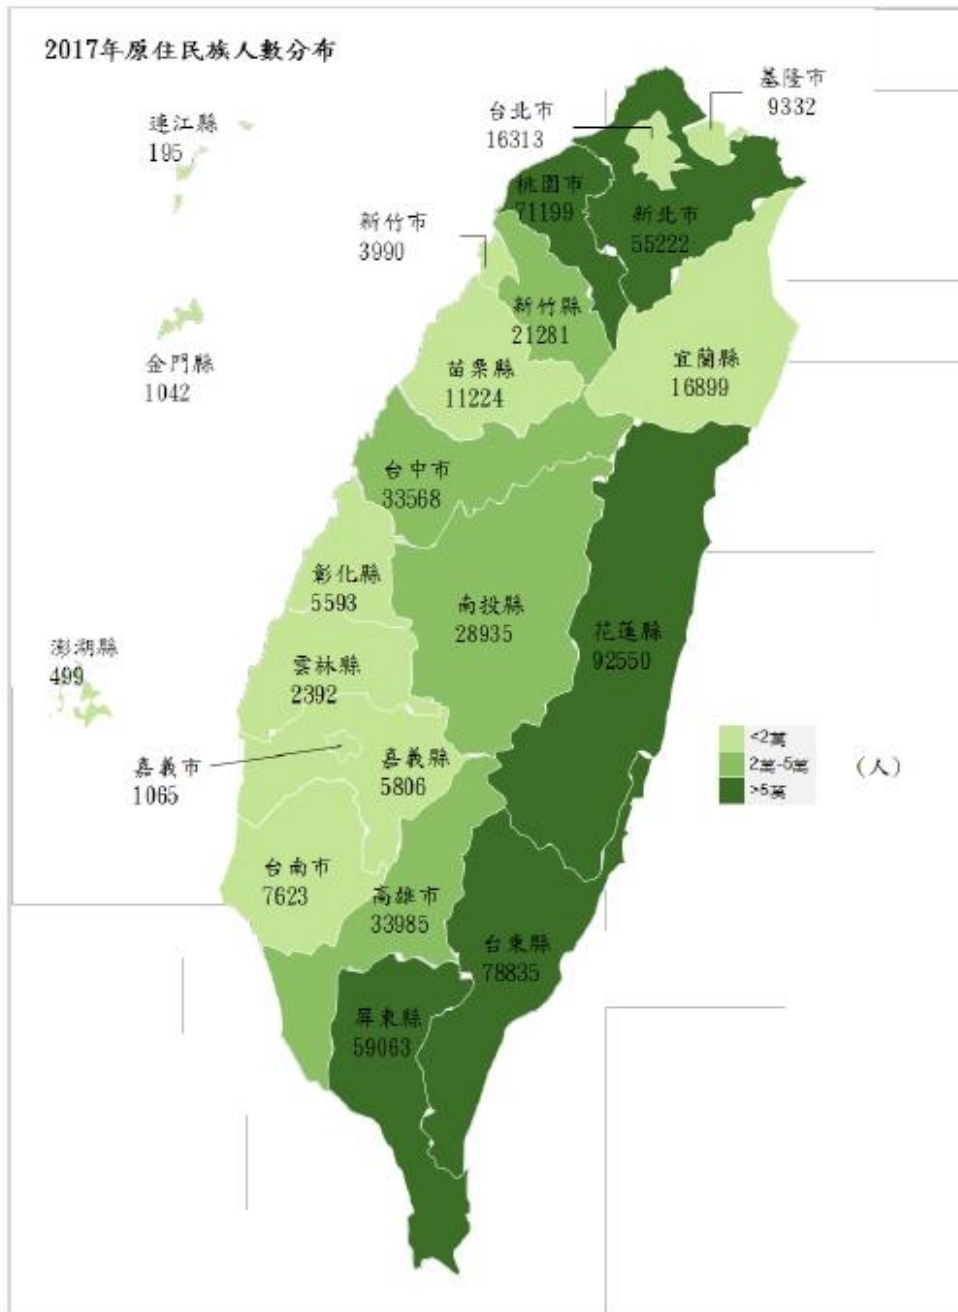 2017年原住民族人數分布
基隆市
9332
台北市
16313
連江縣
195
桃園市
71199
新北市
55222
新竹市
3990
新竹縣
21281
宜蘭縣
16899
金門縣
1042
苗栗縣
11224
台中市
33568
彰化縣
5593
南投縣
28935
花蓮縣
92550
澎湖縣
499
雲林縣
2392
嘉義市
1065
嘉義縣
5806
<2萬
2萬-5萬
>5萬
(人)
台南市
7623
高雄市
33985
台東縣
78835
屏東縣
59063